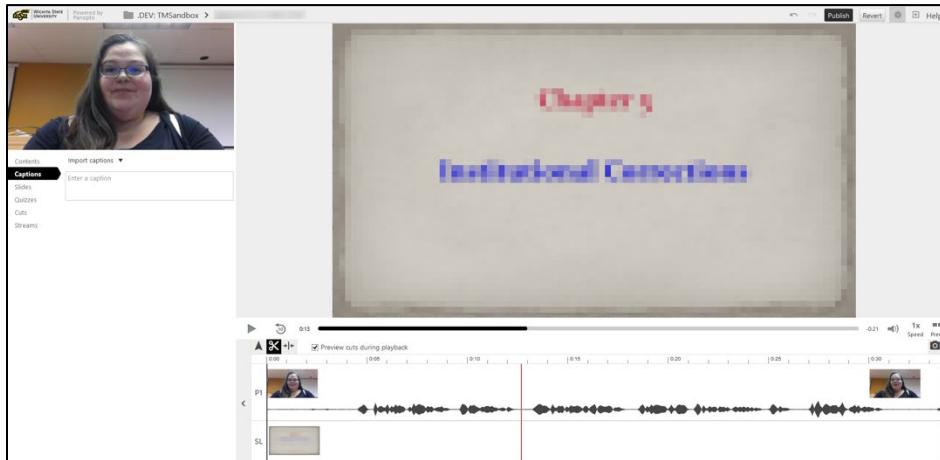 Wichita State University
Powered by Panopto
.DEV: TMSandbox >
Publish
Revert
Help
Contents
Captions
Slides
Quizzes
Cuts
Streams
Import captions ▼
Enter a caption
Chapter
0:13
-0:21
1x
Speed
Preview cuts during playback
0:00
0:05
0:10
0:15
0:20
0:25
0:30
P1
SL